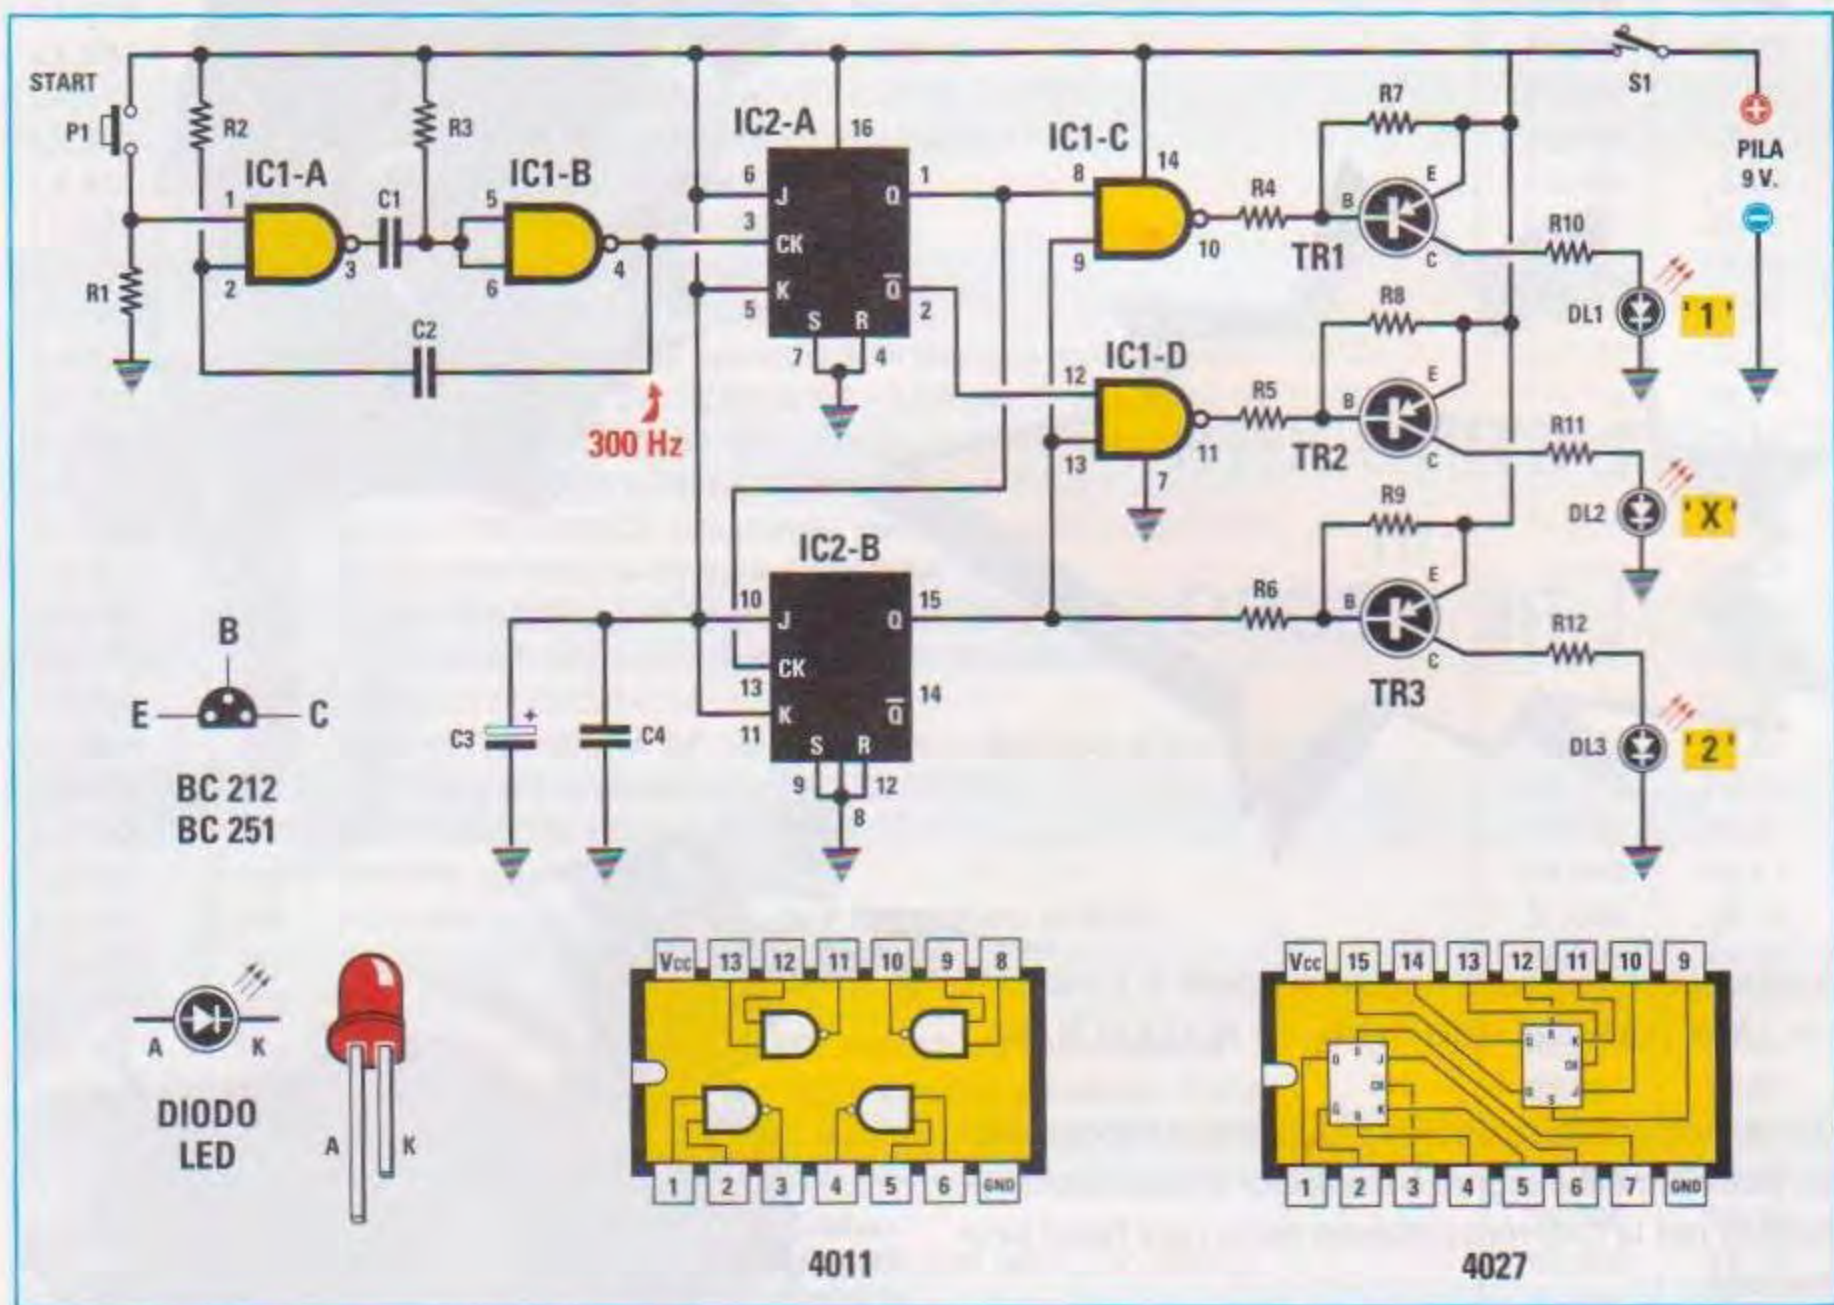 START
P1
R1
R2
R3
IC1-A
1
2
3
C1
IC1-B
5
6
4
C2
300 Hz
IC2-A
16
6
J
Q
1
3
CK
K
5
Q̅
2
S
R
7
4
IC1-C
8
14
9
10
R4
R7
B
E
C
TR1
R10
DL1
'1'
S1
PILA
9 V.
IC1-D
12
13
11
7
R5
R8
B
E
C
TR2
R11
DL2
'X'
IC2-B
10
J
Q
15
CK
13
K
11
Q̅
14
S
R
9
12
8
R6
R9
B
E
C
TR3
R12
DL3
'2'
C3
+
C4
B
E
C
BC 212
BC 251
A
K
DIODO
LED
A
K
Vcc 13 12 11 10 9 8
1 2 3 4 5 6 GND
4011
Vcc 15 14 13 12 11 10 9
1 2 3 4 5 6 7 GND
4027